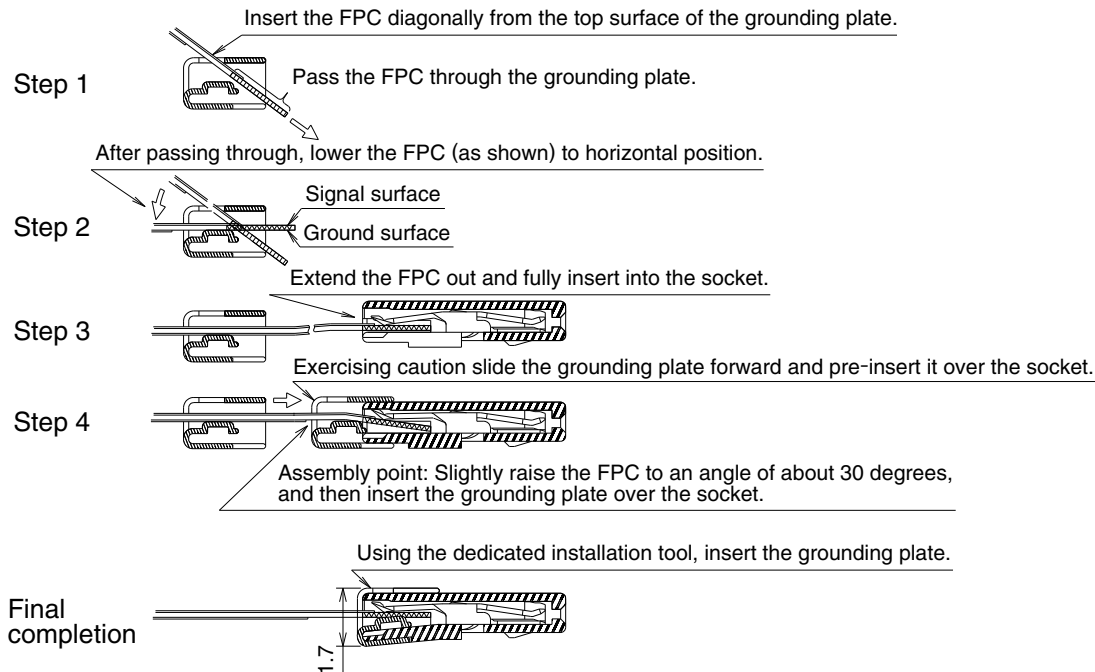 Insert the FPC diagonally from the top surface of the grounding plate.
Step 1
Pass the FPC through the grounding plate.
After passing through, lower the FPC (as shown) to horizontal position.
Step 2
Signal surface
Ground surface
Extend the FPC out and fully insert into the socket.
Step 3
Exercising caution slide the grounding plate forward and pre-insert it over the socket.
Step 4
Assembly point: Slightly raise the FPC to an angle of about 30 degrees,
and then insert the grounding plate over the socket.
Using the dedicated installation tool, insert the grounding plate.
Final
completion
1.7